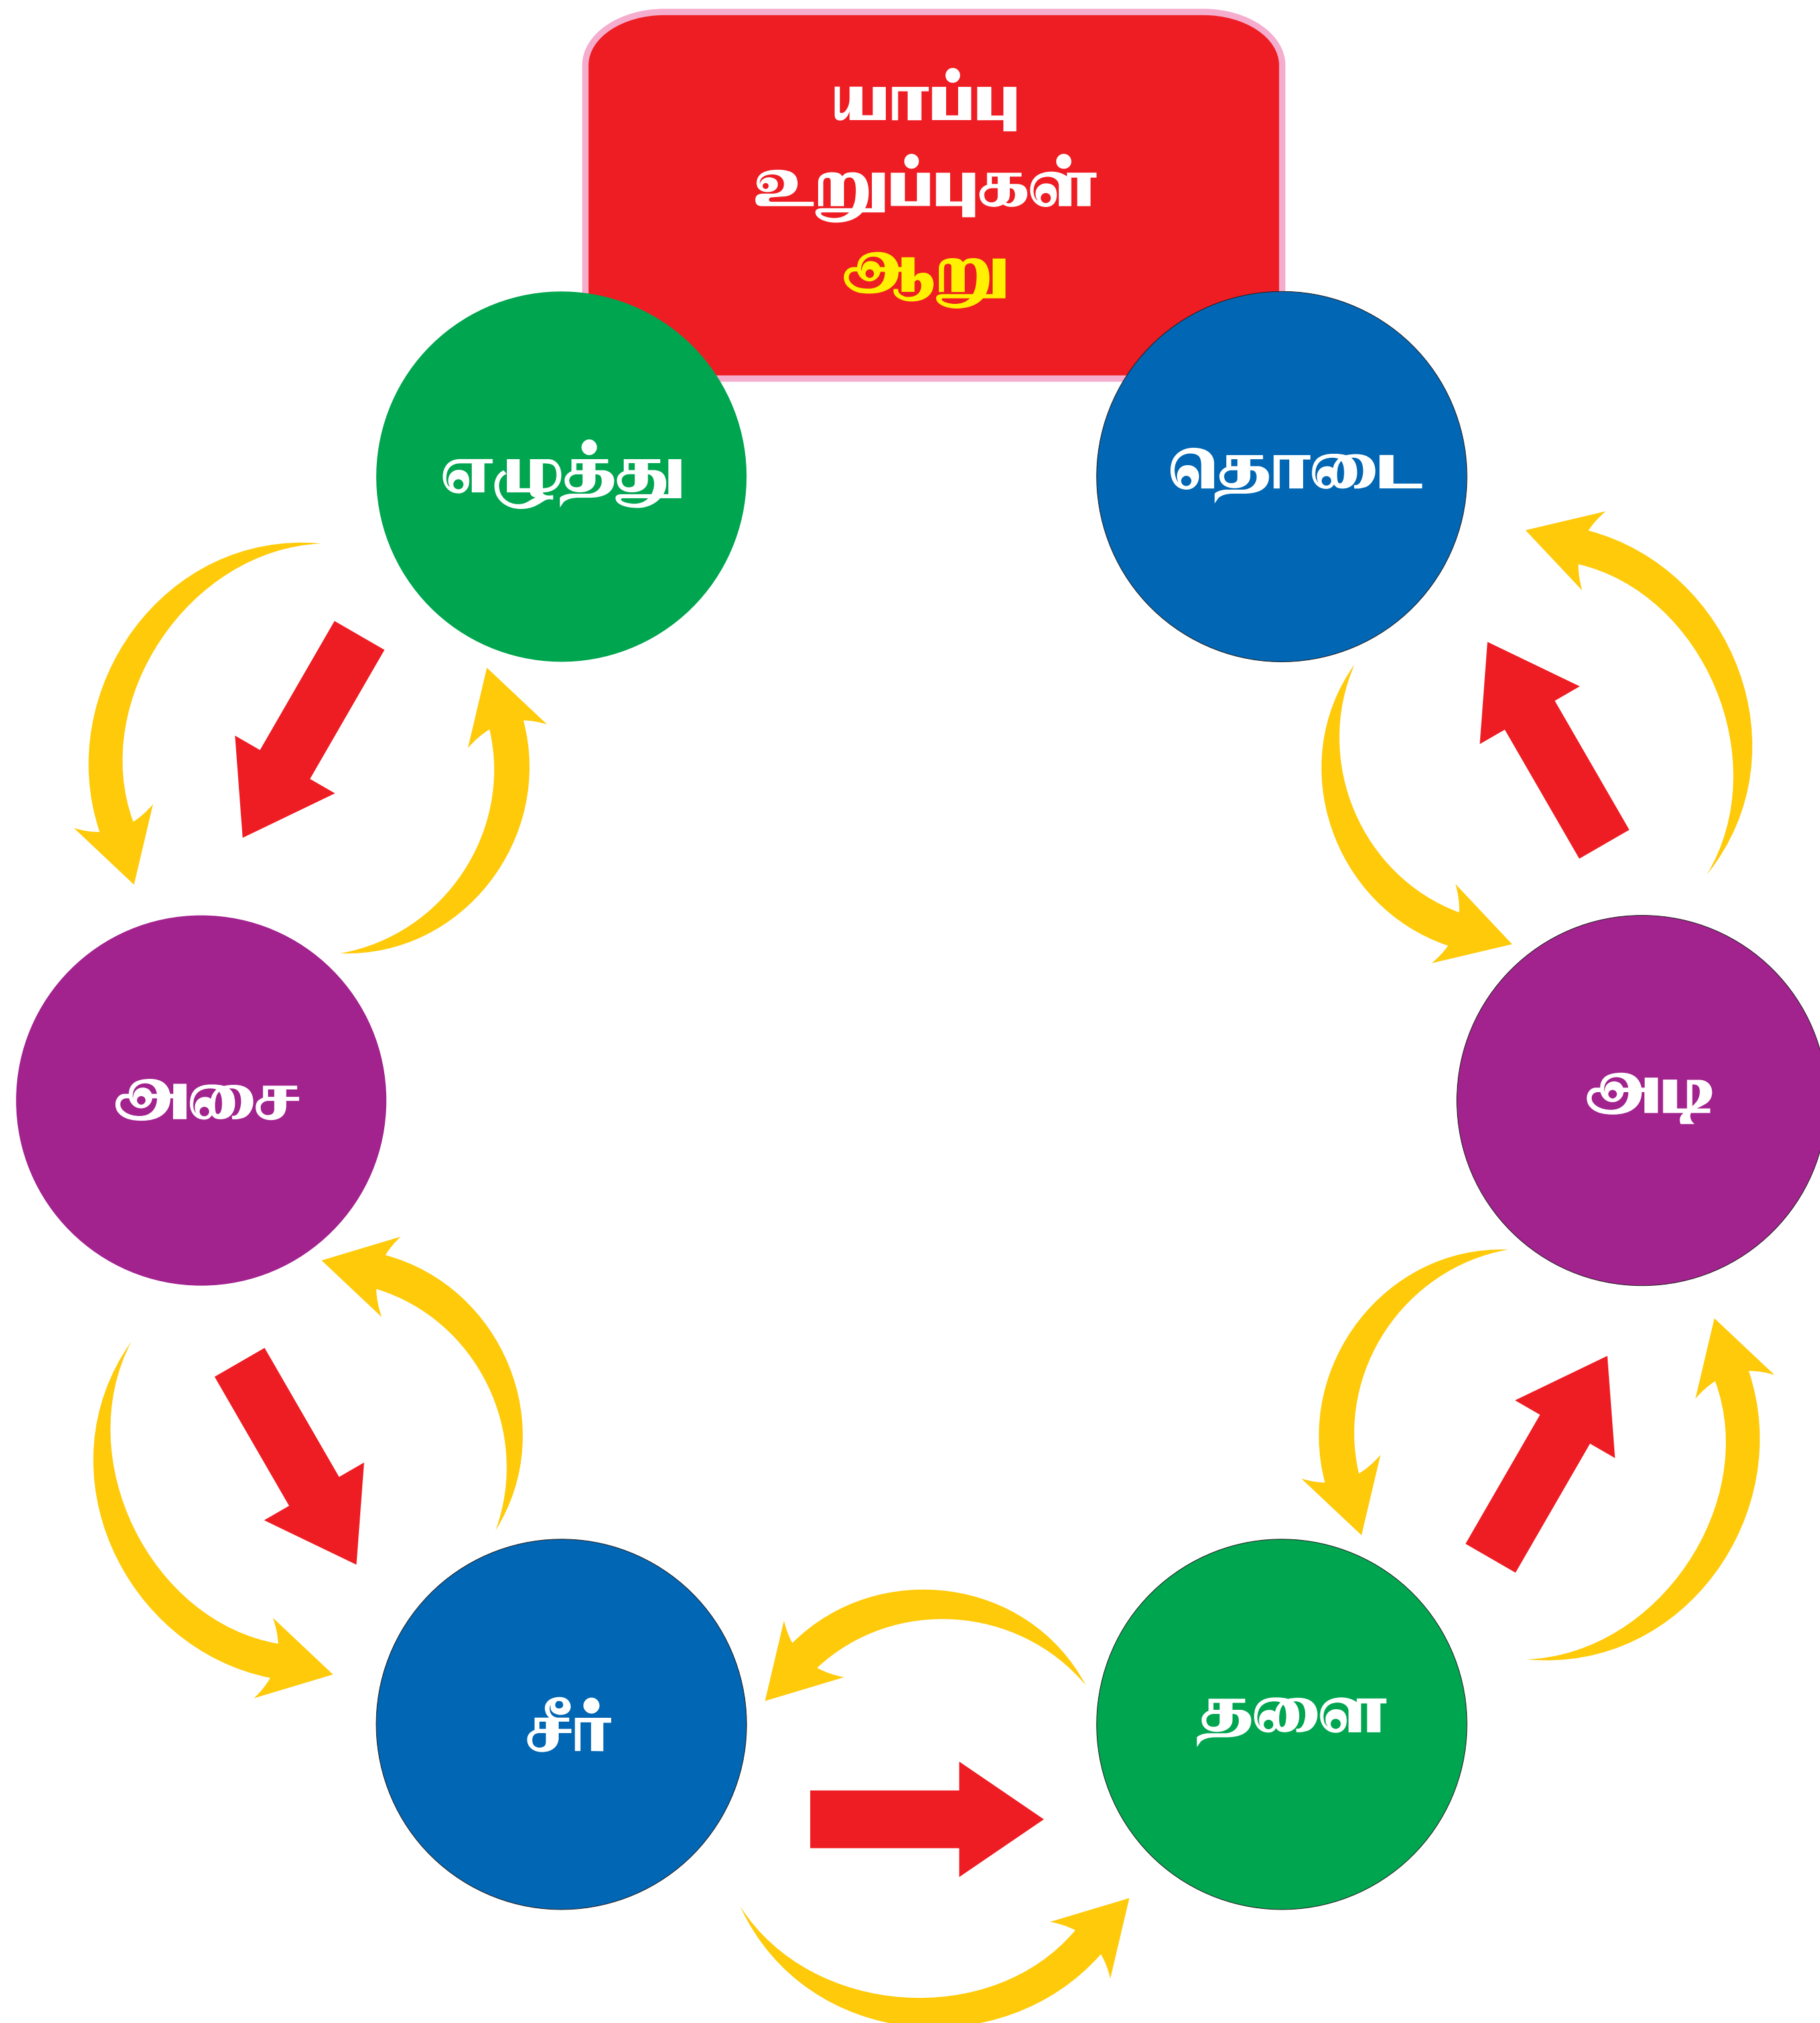 யாப்பு
உறுப்புகள்
ஆறு
எழுத்து
அசை
சீர்
தளை
அடி
தொடை